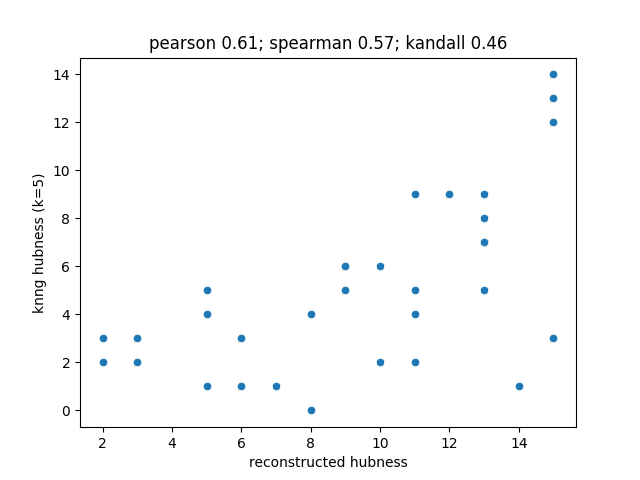 pearson 0.61; spearman 0.57; kandall 0.46
14
12
10
8
6
4
2
0
knng hubness (k=5)
2 4 6 8 10 12 14
reconstructed hubness